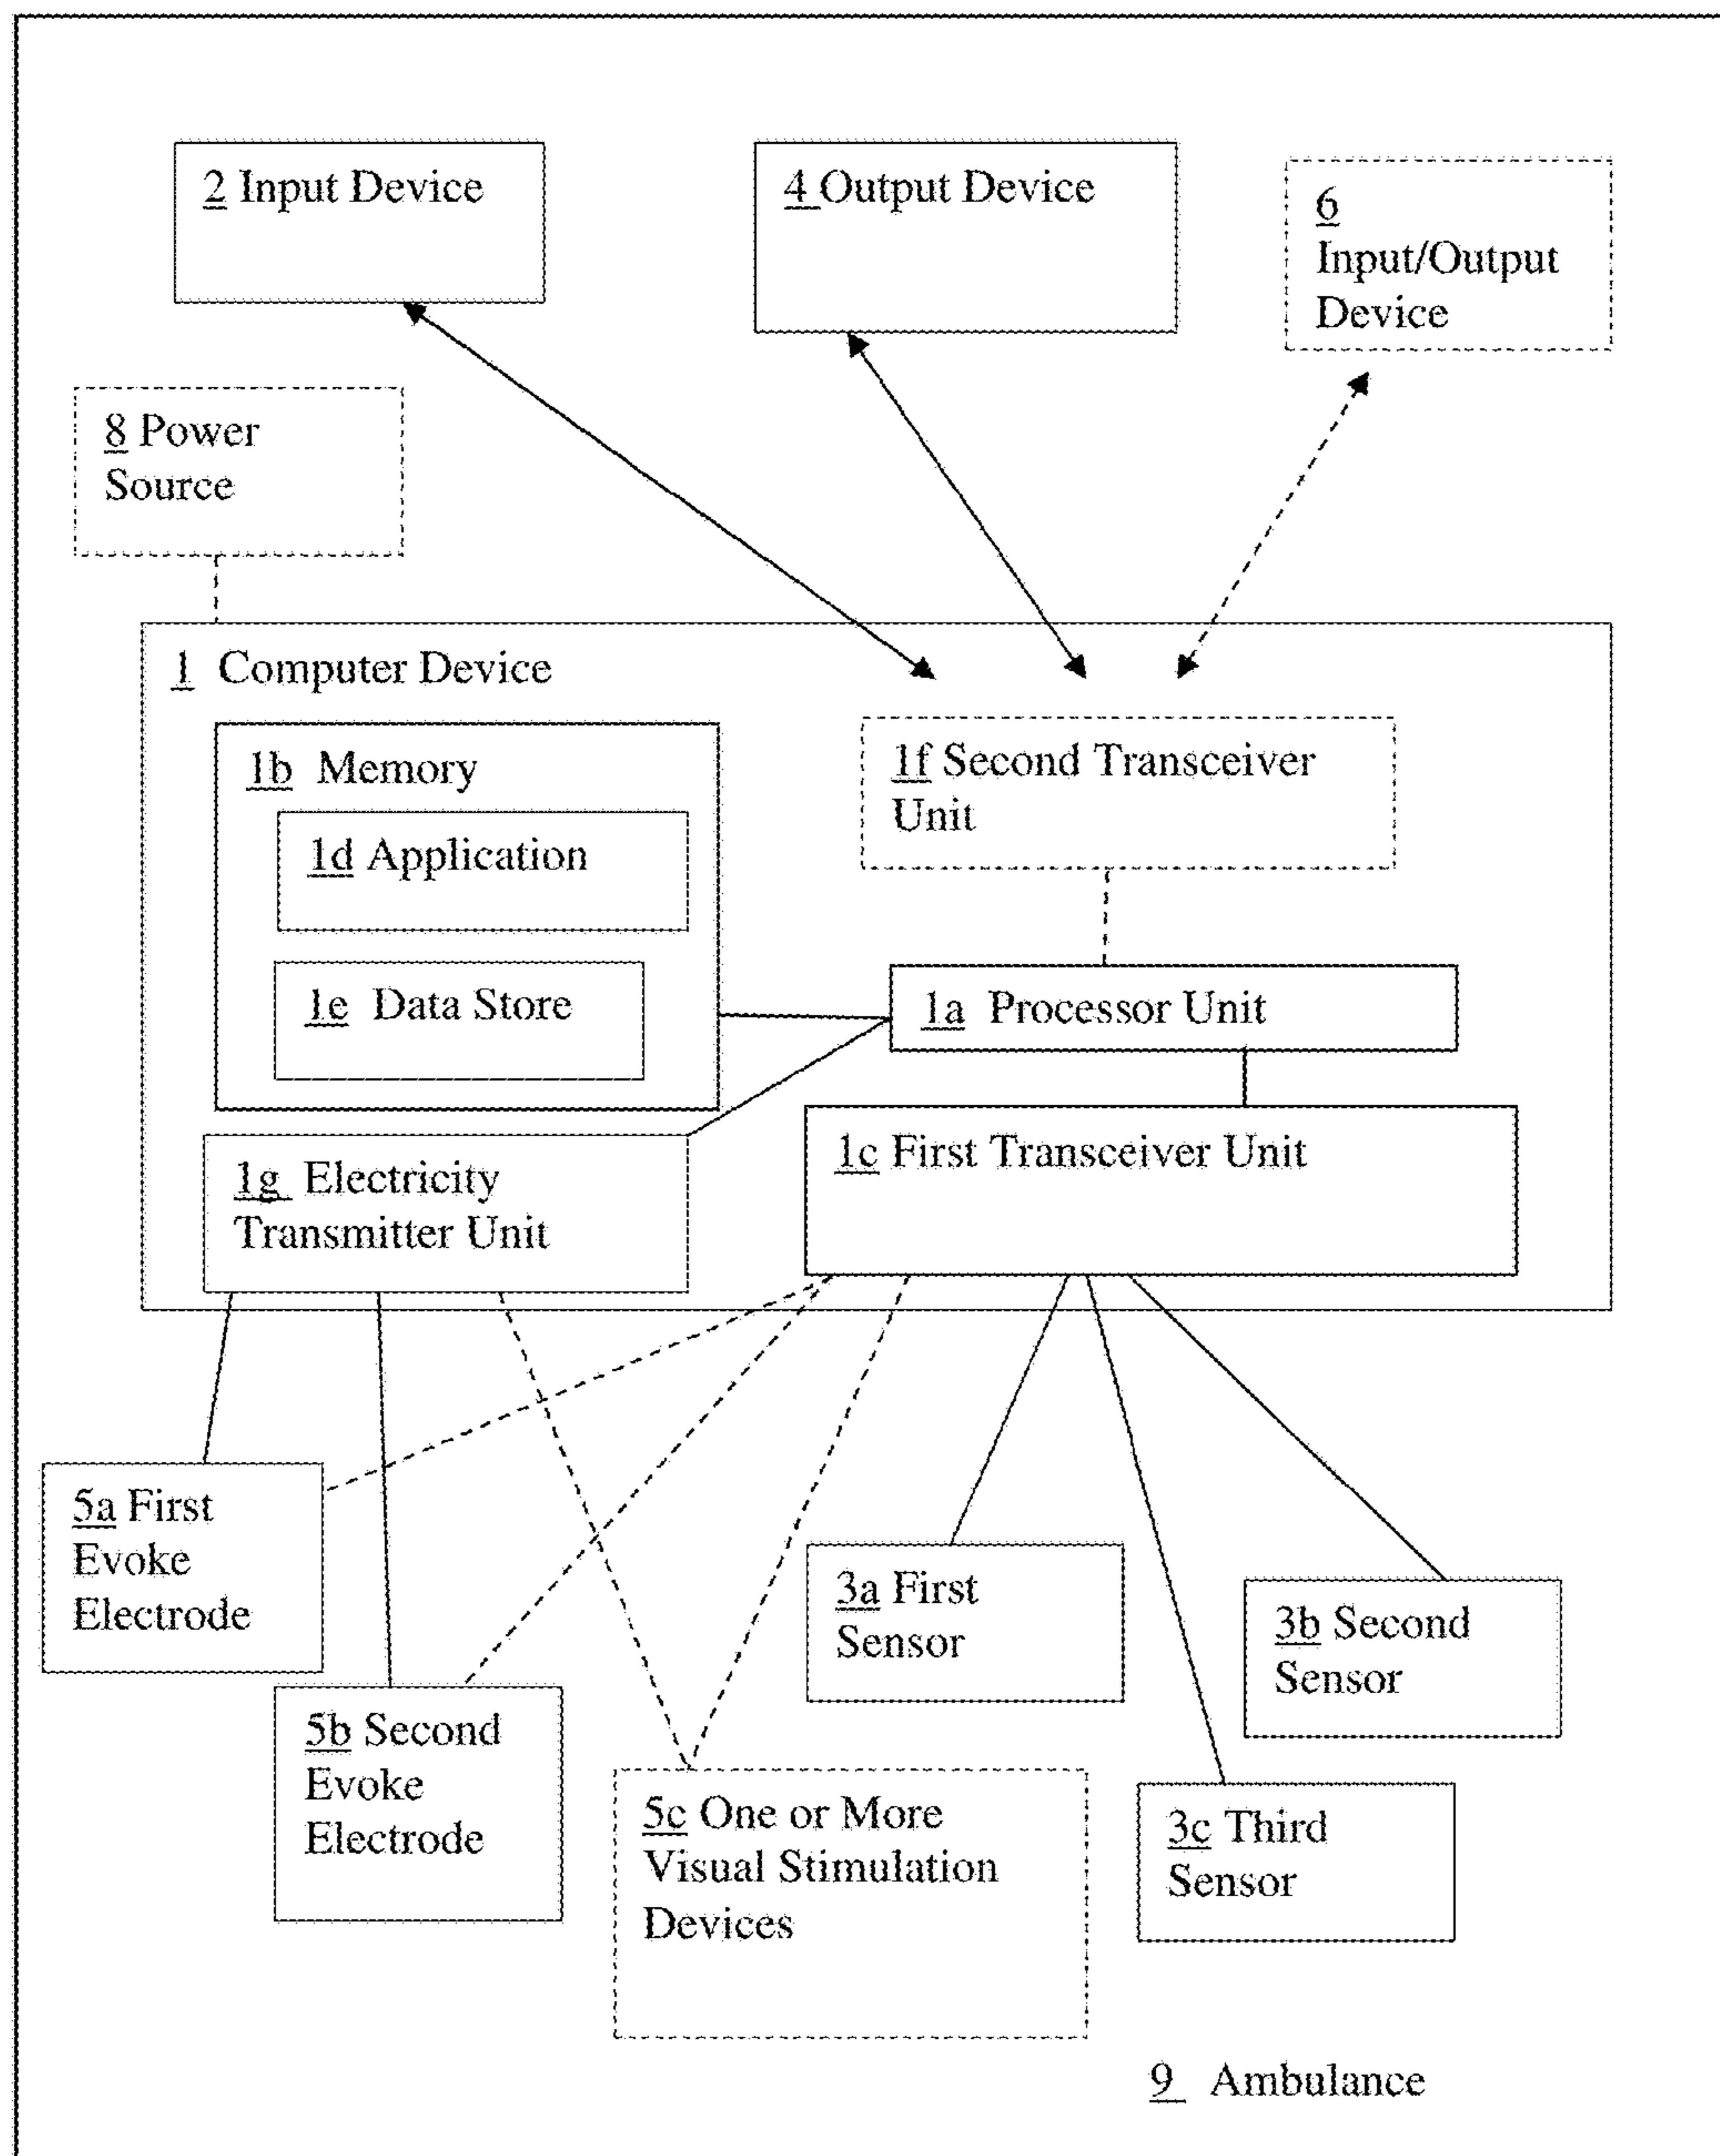 2 Input Device
4 Output Device
6
Input/Output
Device
8 Power
Source
1 Computer Device
1b Memory
1f Second Transceiver
Unit
1d Application
1e Data Store
1a Processor Unit
1c First Transceiver Unit
1g Electricity
Transmitter Unit
5a First
Evoke
Electrode
3a First
Sensor
3b Second
Sensor
5b Second
Evoke
Electrode
5c One or More
Visual Stimulation
Devices
3c Third
Sensor
9 Ambulance